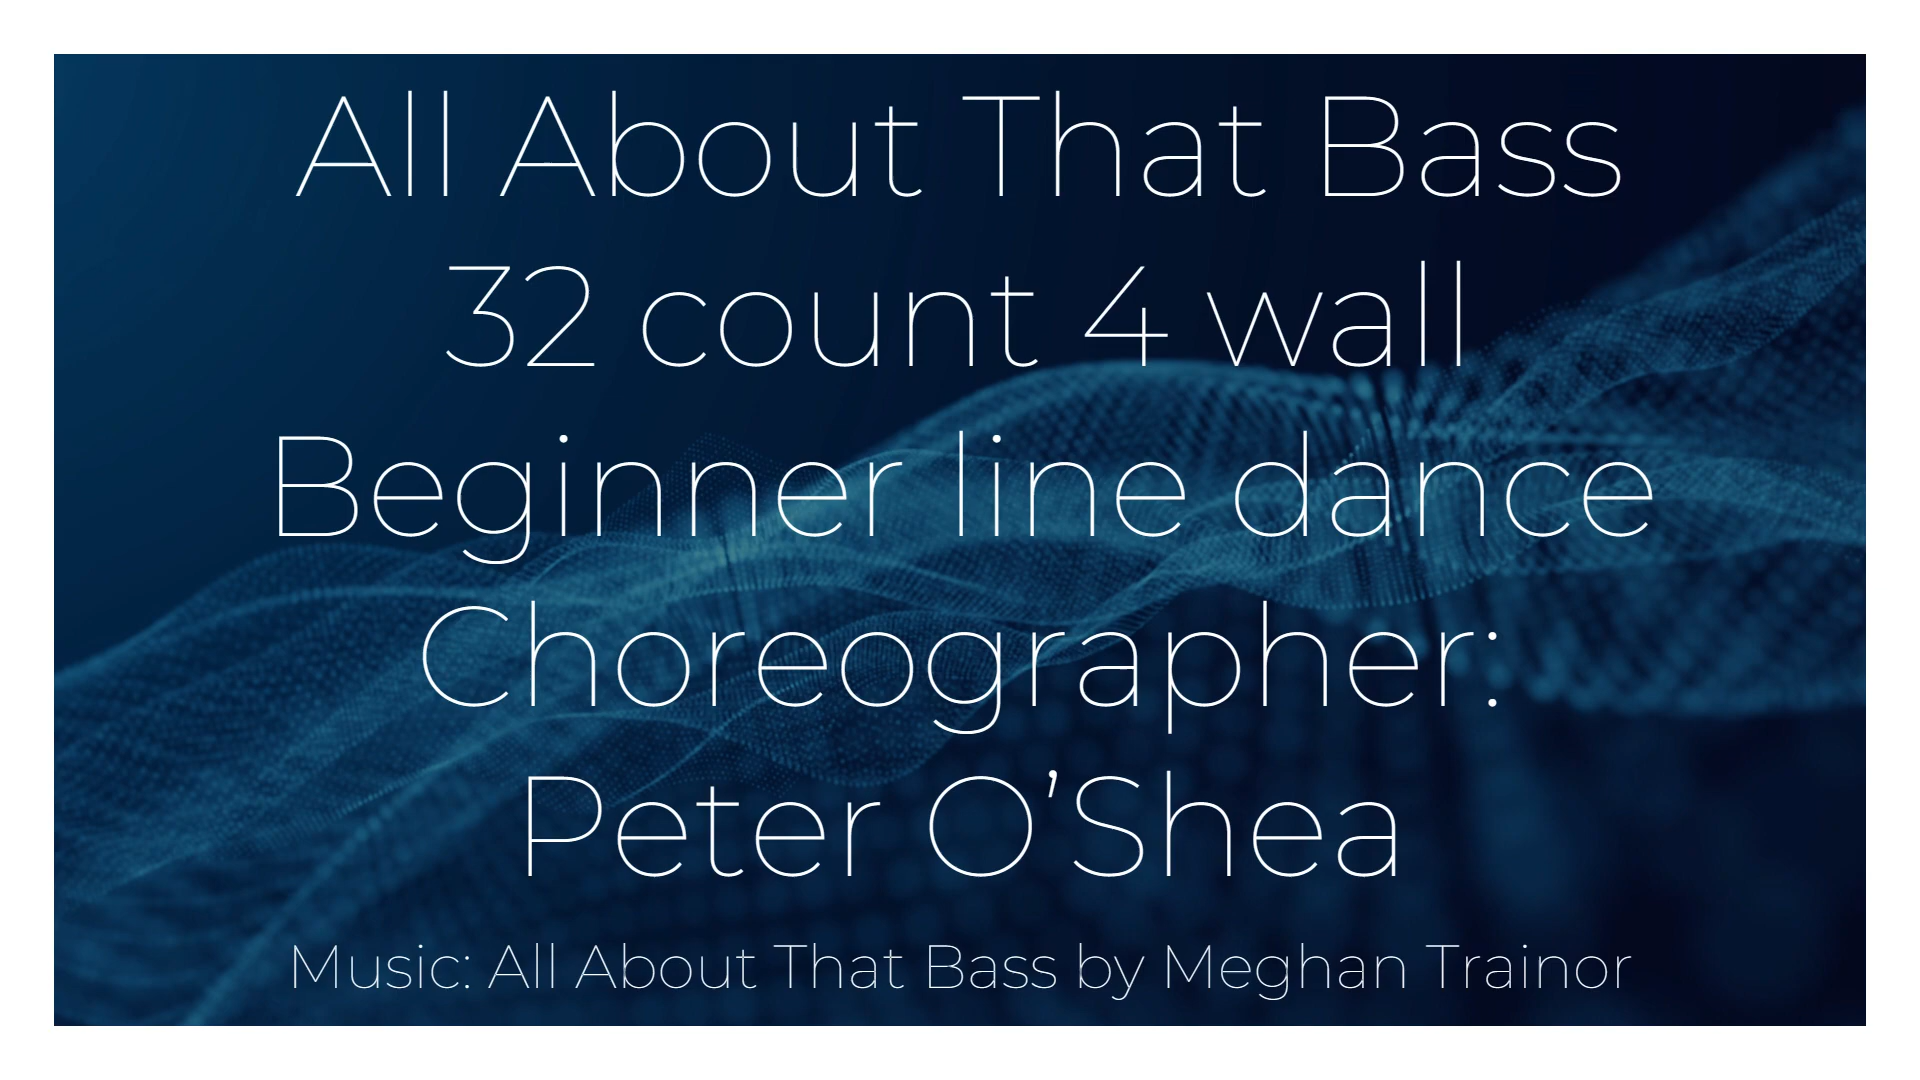 All About That Bass
32 count 4 wall
Beginner line dance
Choreographer:
Peter O’Shea
Music: All About That Bass by Meghan Trainor